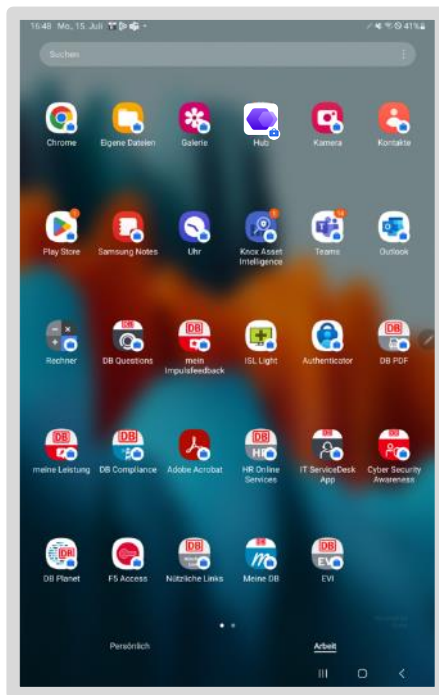 16:48 Mo., 15. Juli
41%
Suchen
Chrome
Eigene Dateien
Galerie
Hub
Kamera
Kontakte
Play Store
Samsung Notes
Uhr
Knox Asset
Intelligence
Teams
Outlook
Rechner
DB Questions
mein
Impulsfeedback
ISL Light
Authenticator
DB PDF
meine Leistung
DB Compliance
Adobe Acrobat
HR Online
Services
IT ServiceDesk
App
Cyber Security
Awareness
DB Planet
F5 Access
Nützliche Links
Meine DB
EVI
Persönlich
Arbeit